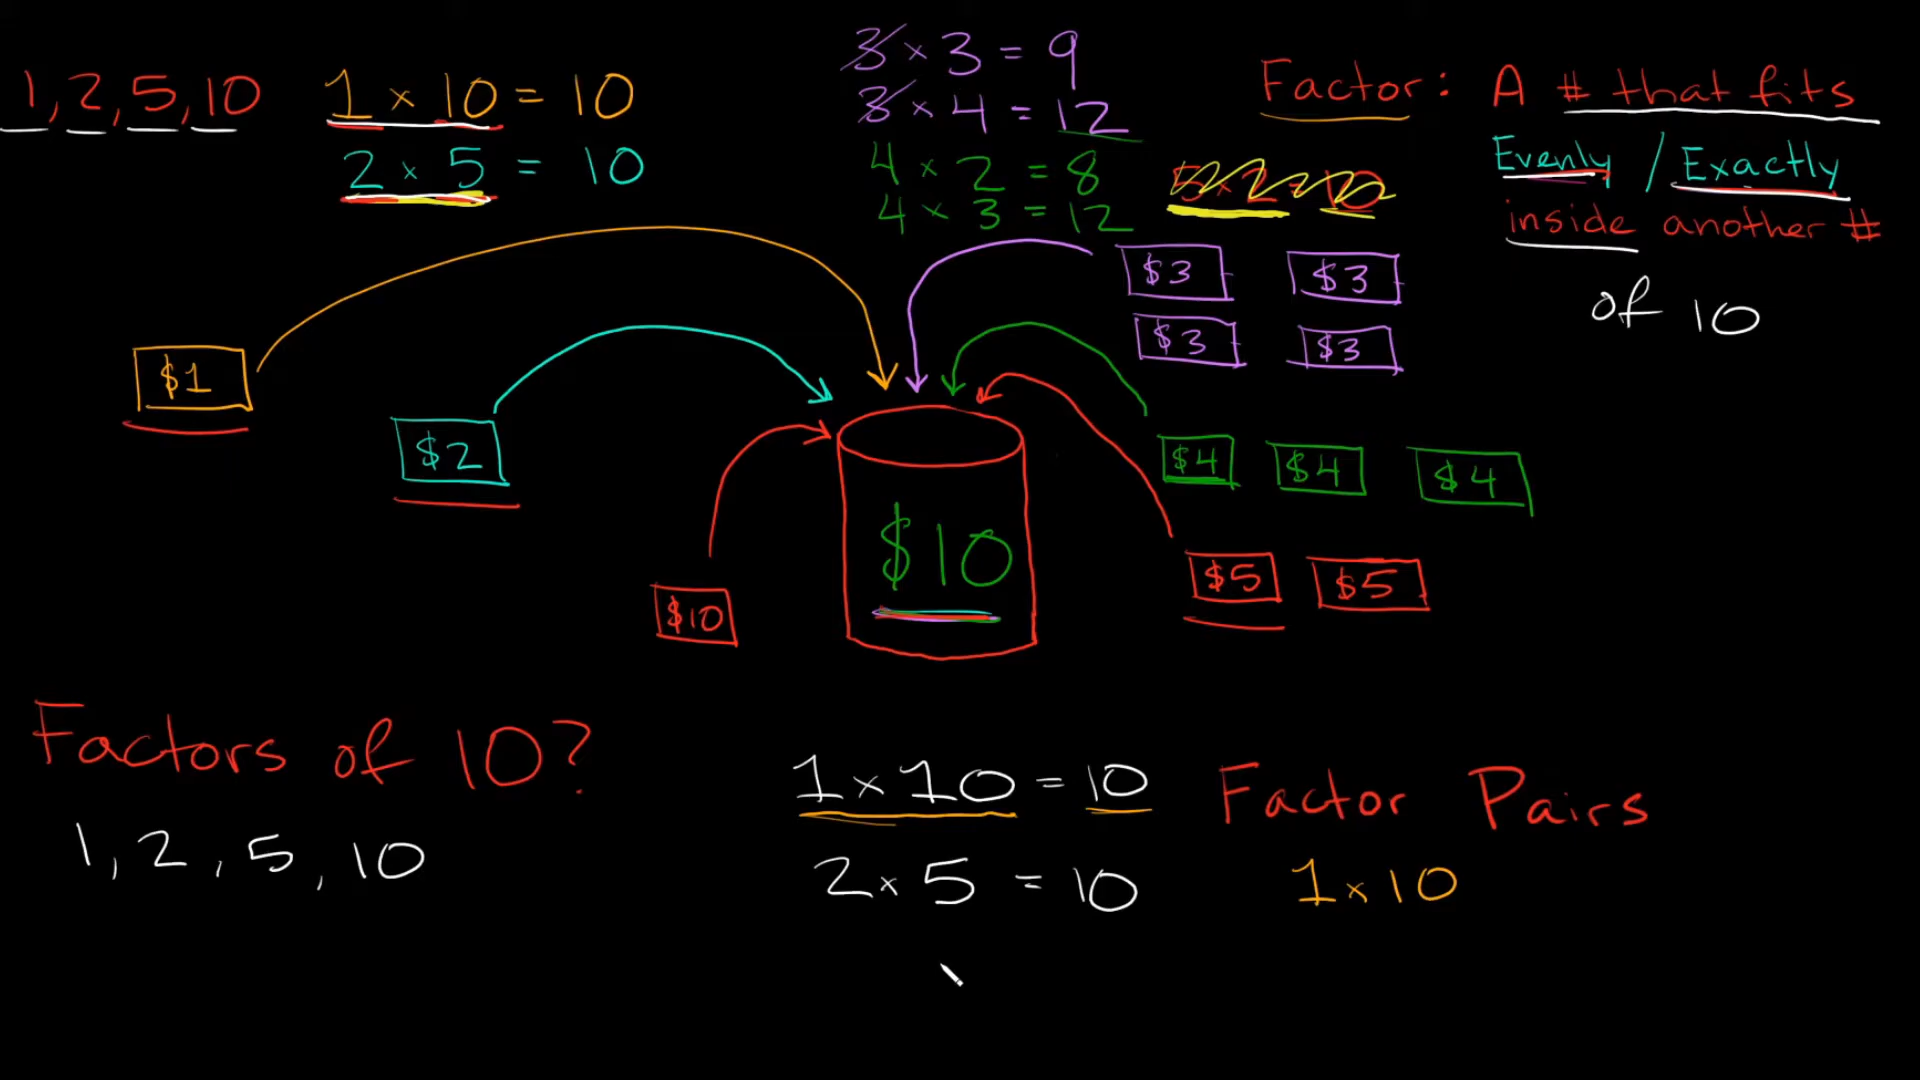 1, 2, 5, 10
1 × 10 = 10
2 × 5 = 10
3 × 3 = 9
3 × 4 = 12
4 × 2 = 8
4 × 3 = 12
5 × 2 = 10
Factor: A # that fits
Evenly / Exactly
inside another #
of 10
$1
$2
$10
$10
$3 $3
$3 $3
$4 $4 $4
$5 $5
Factors of 10?
1, 2, 5, 10
1 × 10 = 10
2 × 5 = 10
Factor Pairs
1 × 10